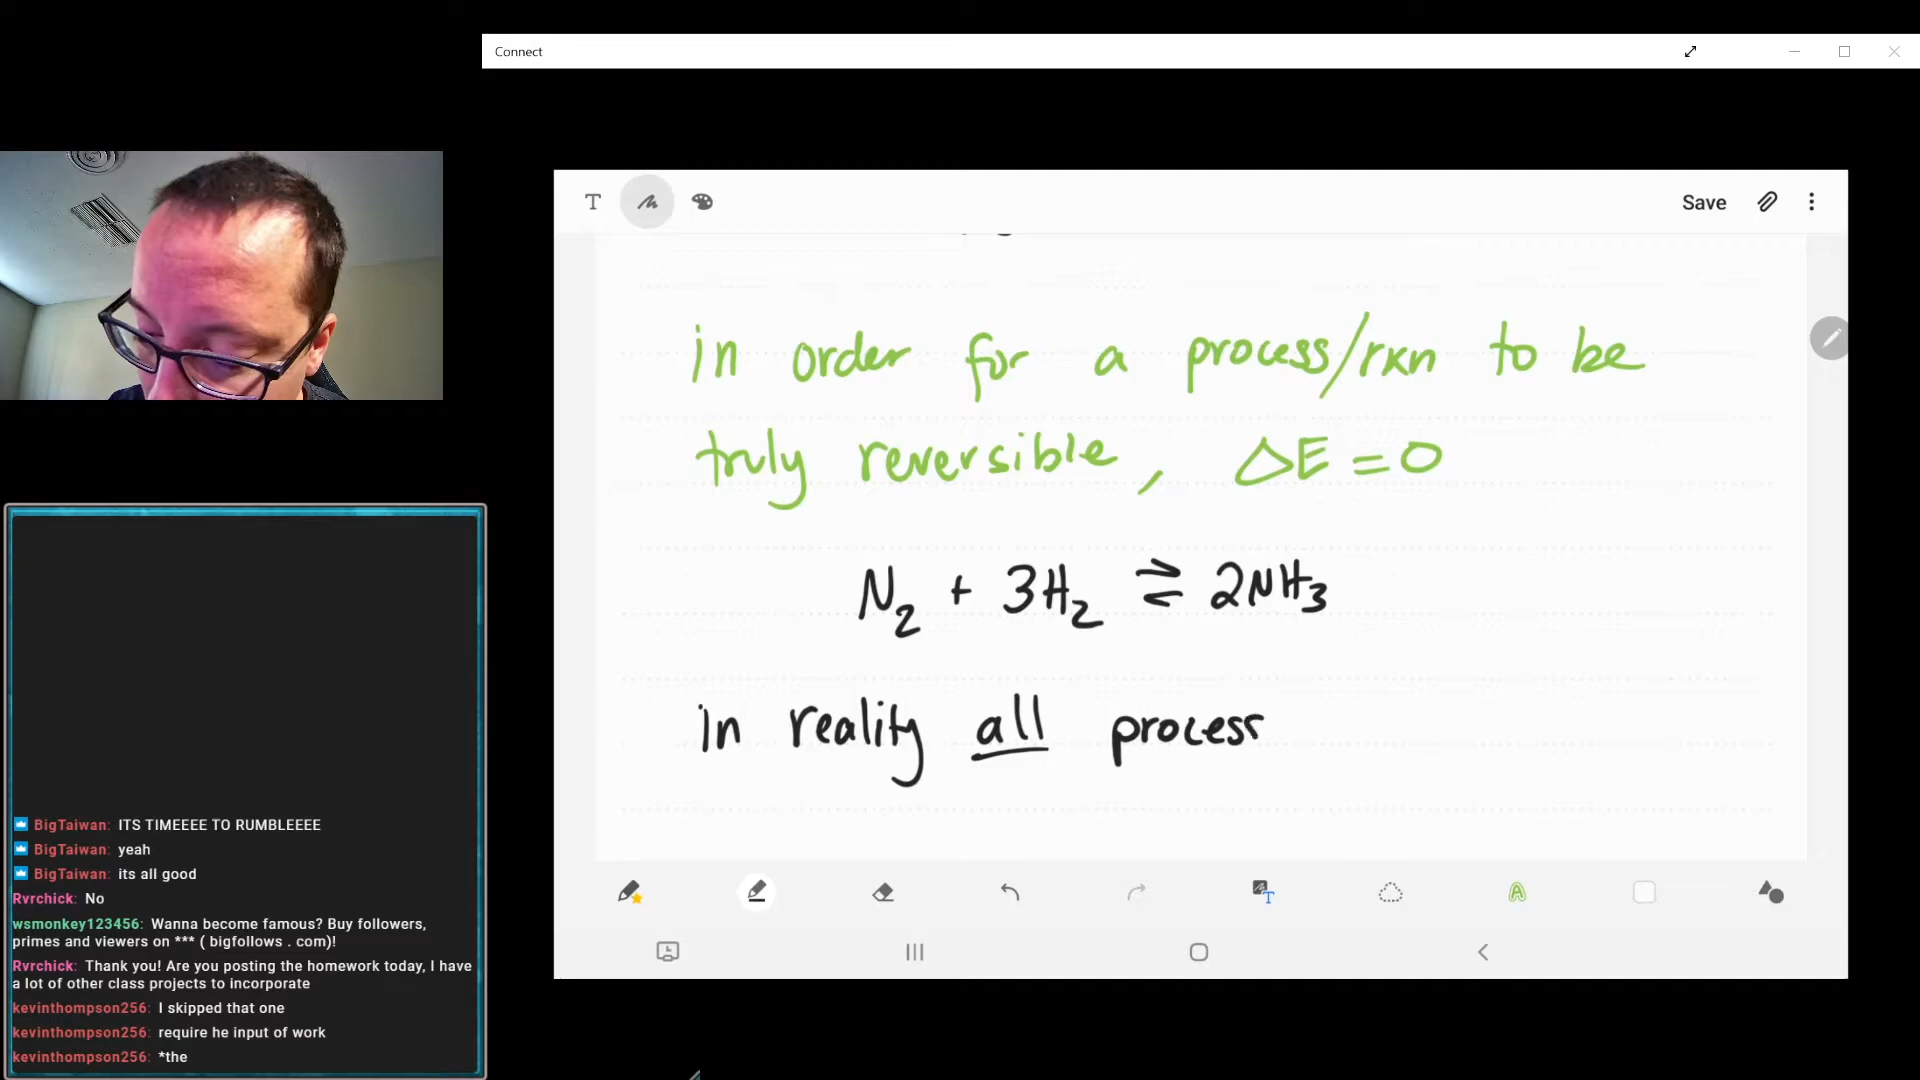 Connect
T
Save
in order for a process/rxn to be
truly reversible, ΔE = 0
N₂ + 3H₂ ⇌ 2NH₃
in reality all process
BigTaiwan: ITS TIMEEEE TO RUMBLEEEE
BigTaiwan: yeah
BigTaiwan: its all good
Rvrchick: No
wsmonkey123456: Wanna become famous? Buy followers,
primes and viewers on *** ( bigfollows . com)!
Rvrchick: Thank you! Are you posting the homework today, I have
a lot of other class projects to incorporate
kevinthompson256: I skipped that one
kevinthompson256: require he input of work
kevinthompson256: *the